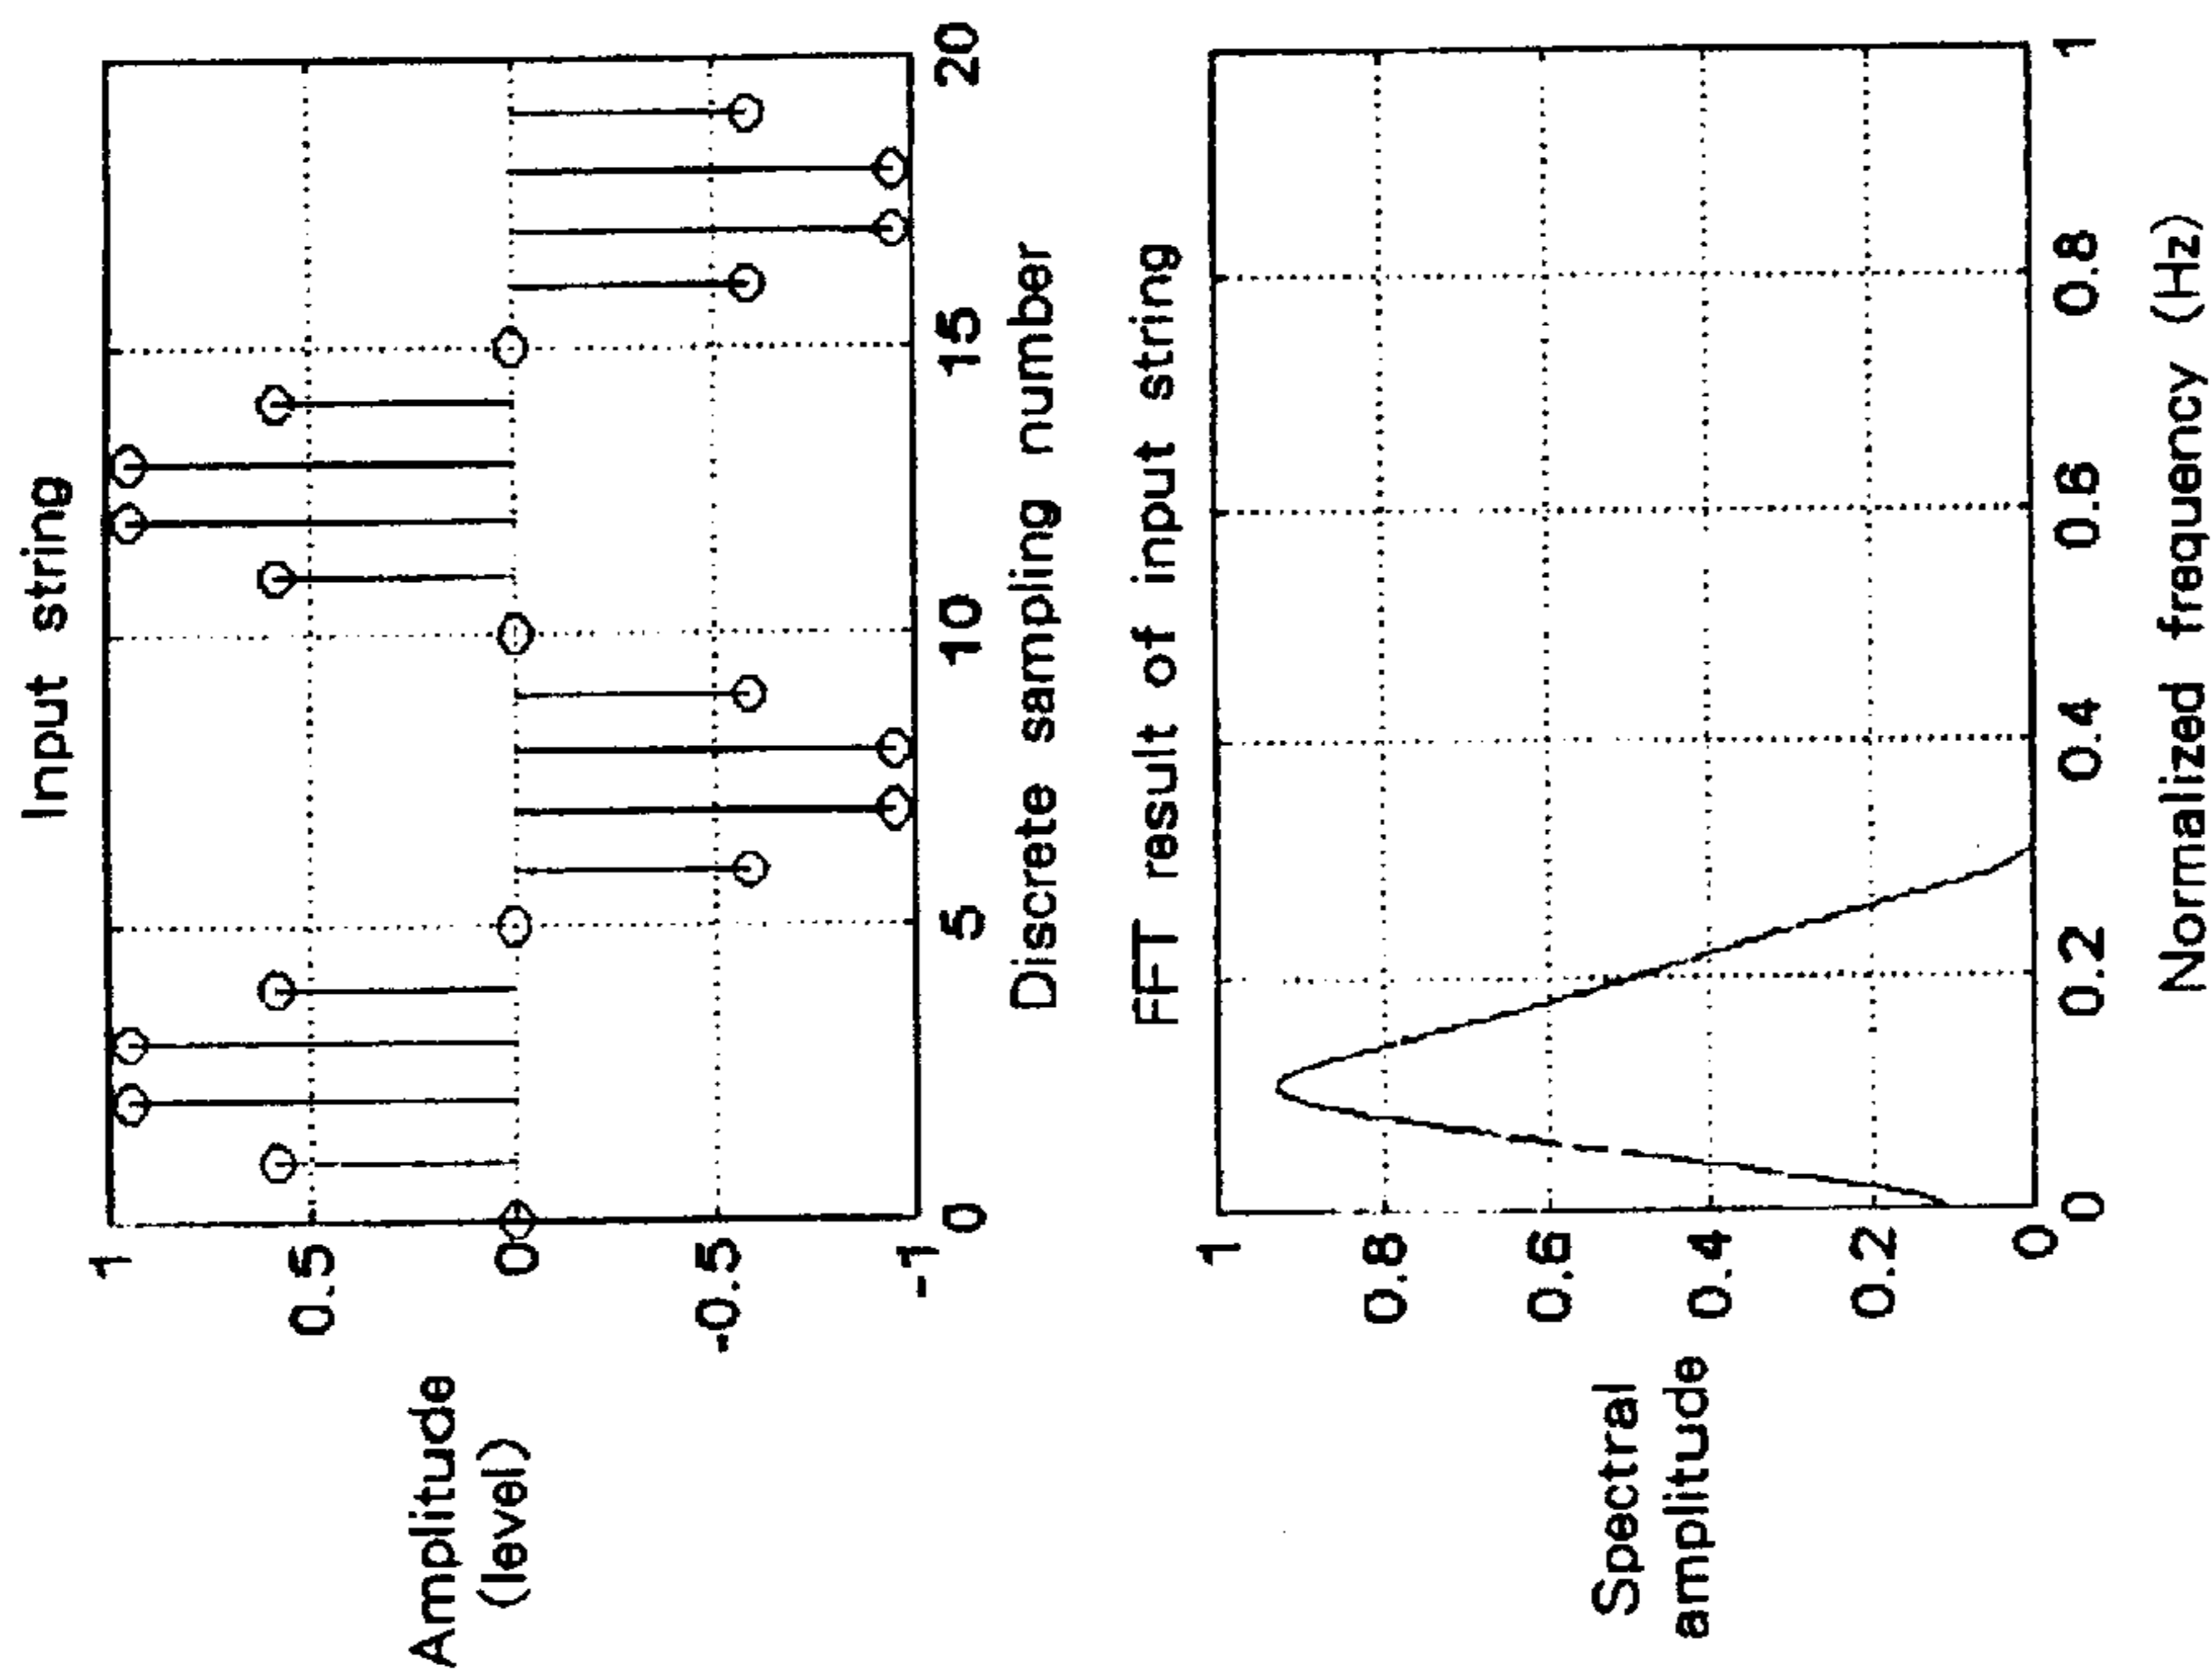 Input string
1
0.5
0
-0.5
-1
Amplitude
(level)
0
5
10
15
20
Discrete sampling number
FFT result of input string
1
0.8
0.6
0.4
0.2
0
Spectral
amplitude
0
0.2
0.4
0.6
0.8
1
Normalized frequency (Hz)